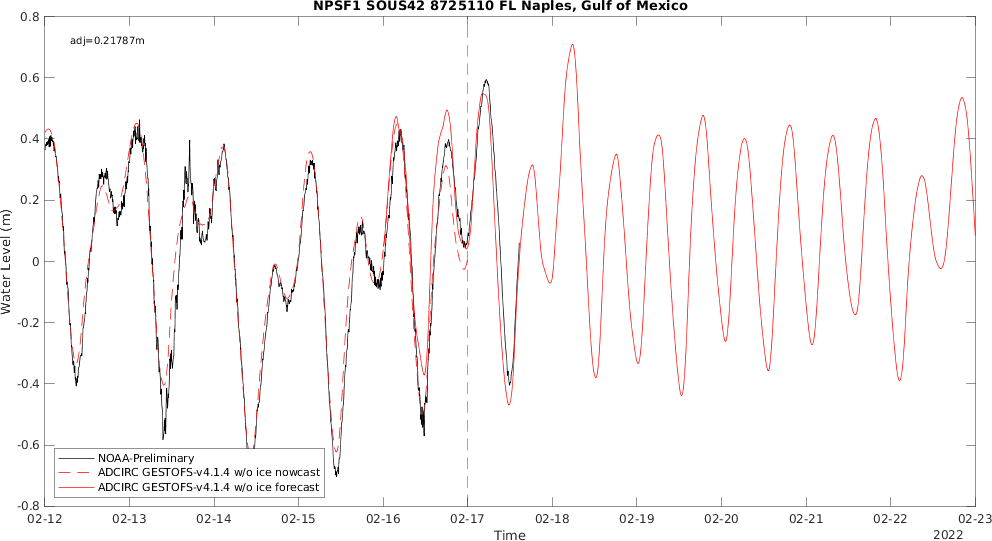 NPSF1 SOUS42 8725110 FL Naples, Gulf of Mexico
adj=0.21787m
0.8
0.6
0.4
0.2
0
-0.2
-0.4
-0.6
-0.8
Water Level (m)
NOAA-Preliminary
ADCIRC GESTOFS-v4.1.4 w/o ice nowcast
ADCIRC GESTOFS-v4.1.4 w/o ice forecast
02-12 02-13 02-14 02-15 02-16 02-17 02-18 02-19 02-20 02-21 02-22 02-23
Time
2022